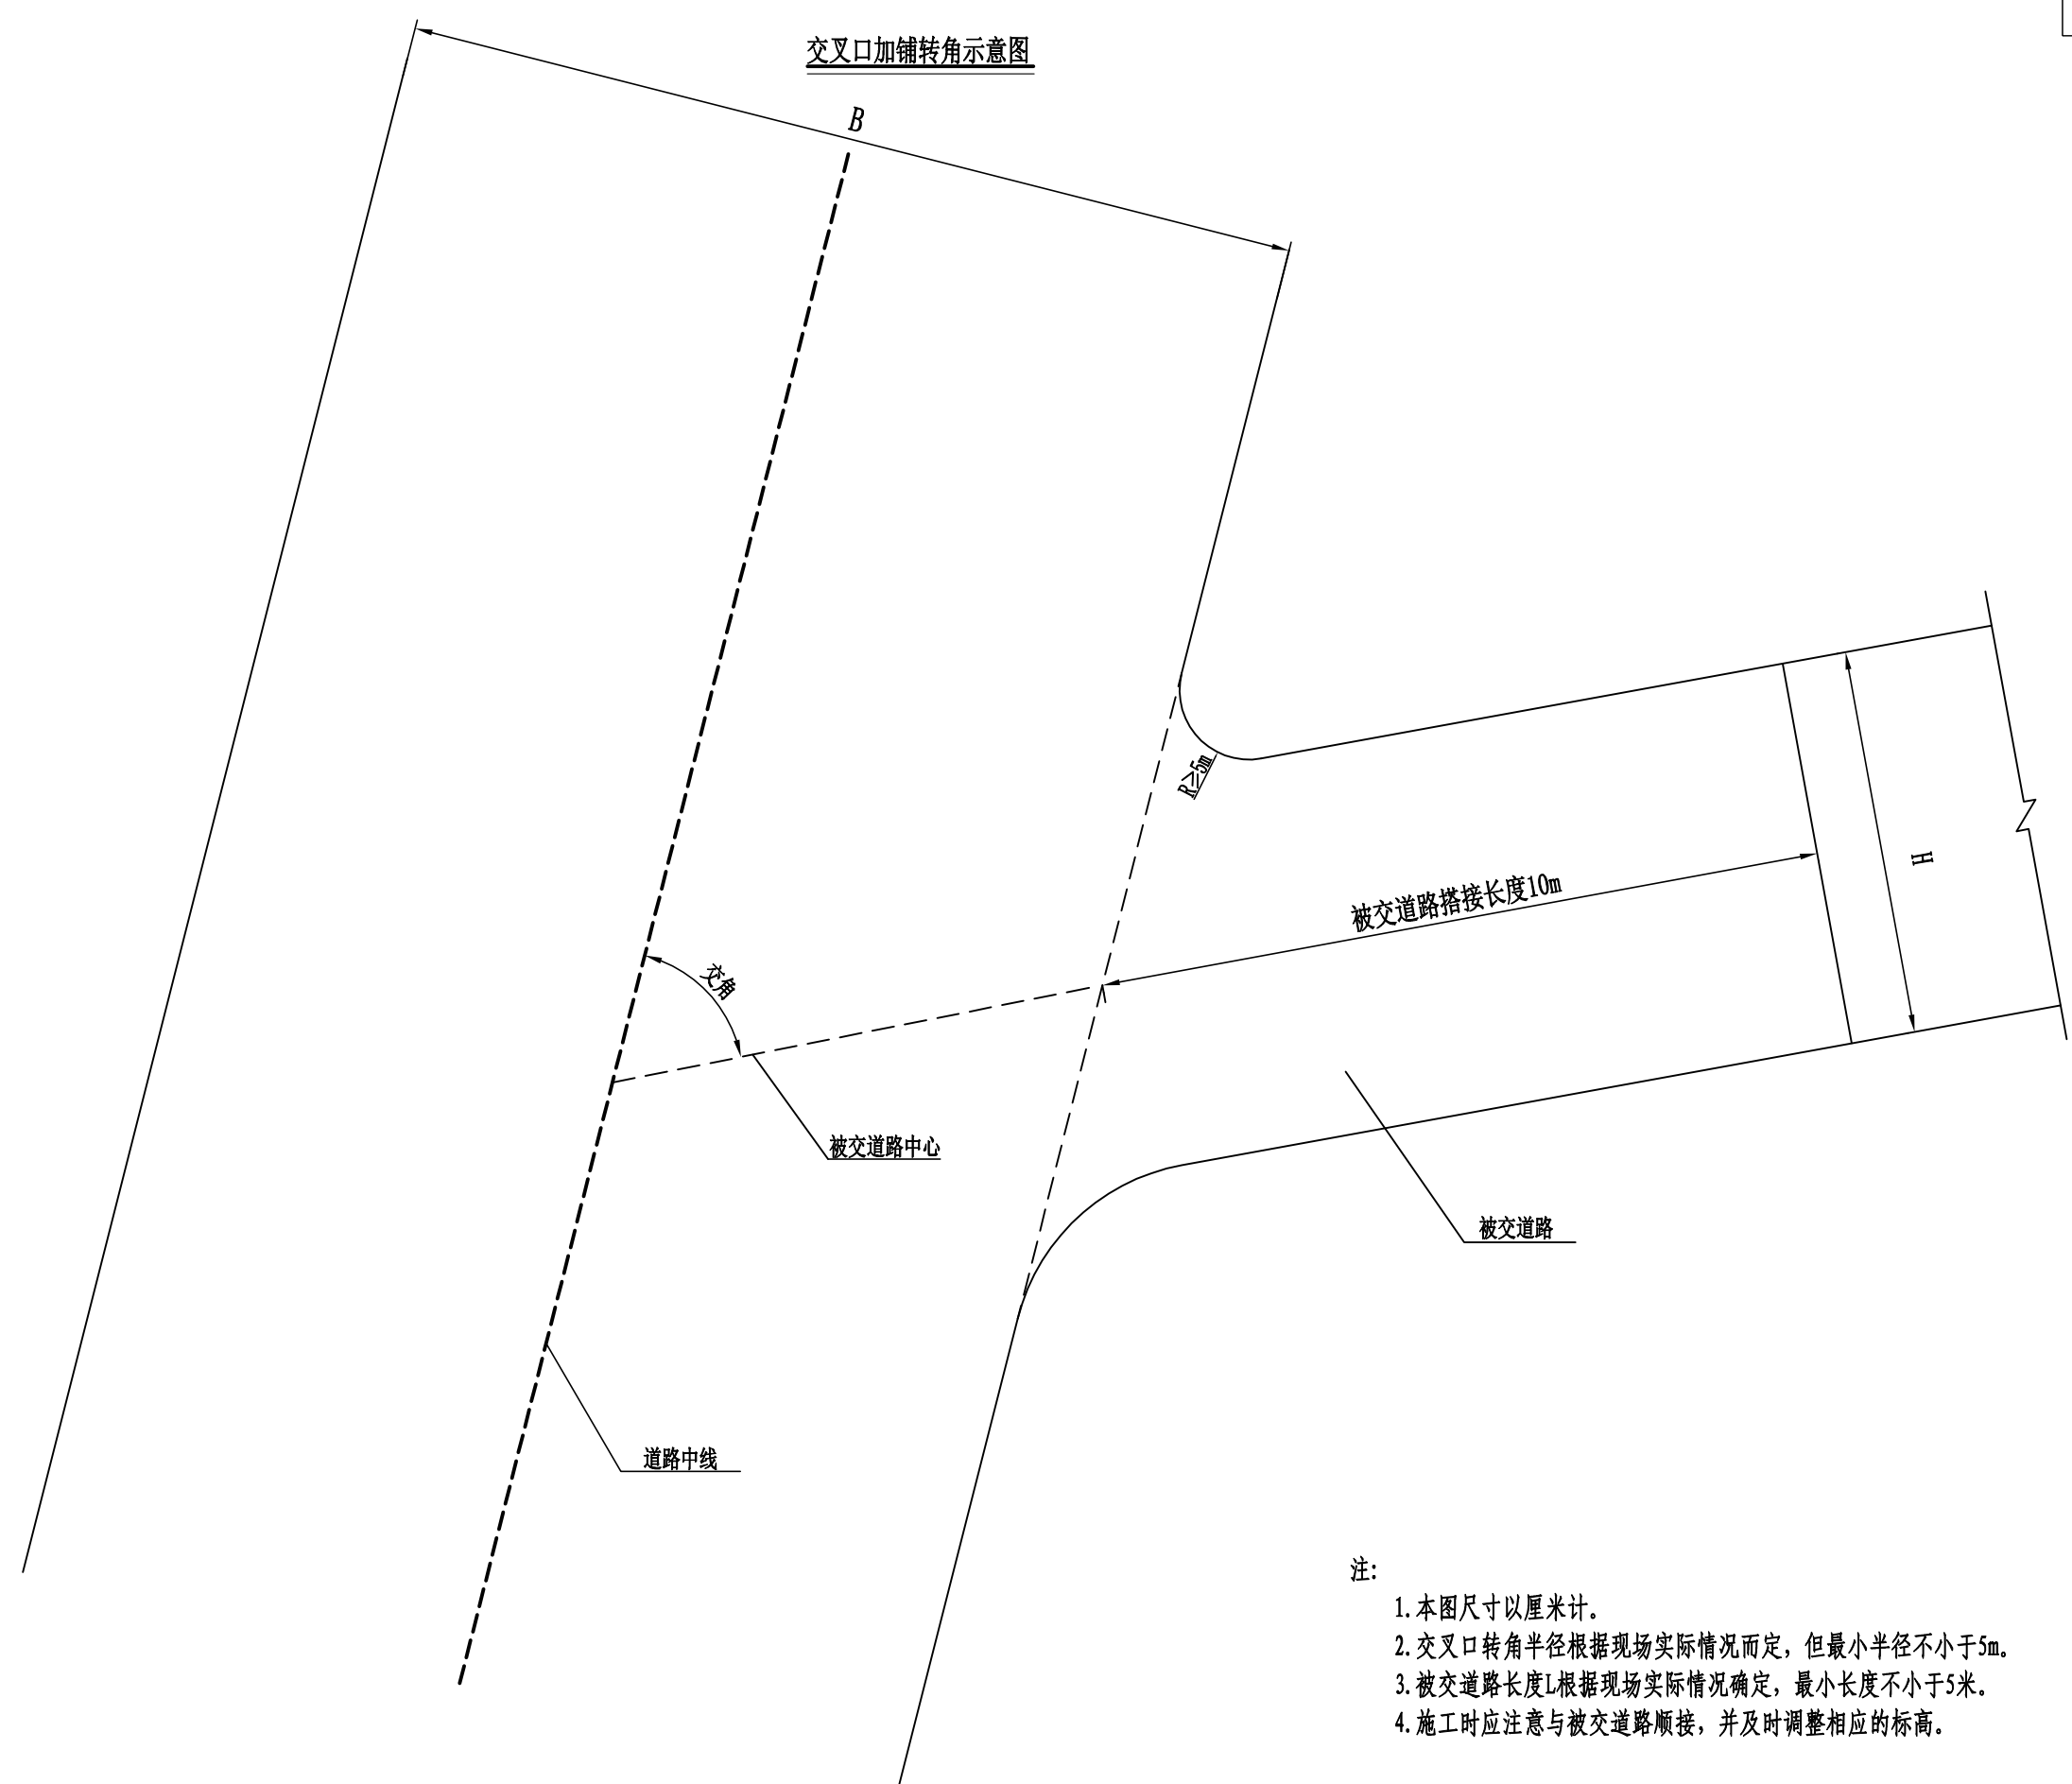 交叉口加铺转角示意图
B
R≥5m
H
被交道路搭接长度10m
交角
被交道路中心
被交道路
道路中线
注:
1.本图尺寸以厘米计。
2.交叉口转角半径根据现场实际情况而定，但最小半径不小于5m。
3.被交道路长度L根据现场实际情况确定，最小长度不小于5米。
4.施工时应注意与被交道路顺接，并及时调整相应的标高。